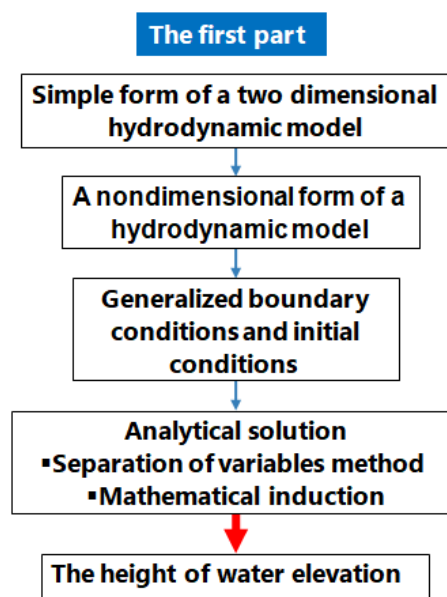 The first part
Simple form of a two dimensional
hydrodynamic model
A nondimensional form of a
hydrodynamic model
Generalized boundary
conditions and initial
conditions
Analytical solution
▪Separation of variables method
▪Mathematical induction
The height of water elevation